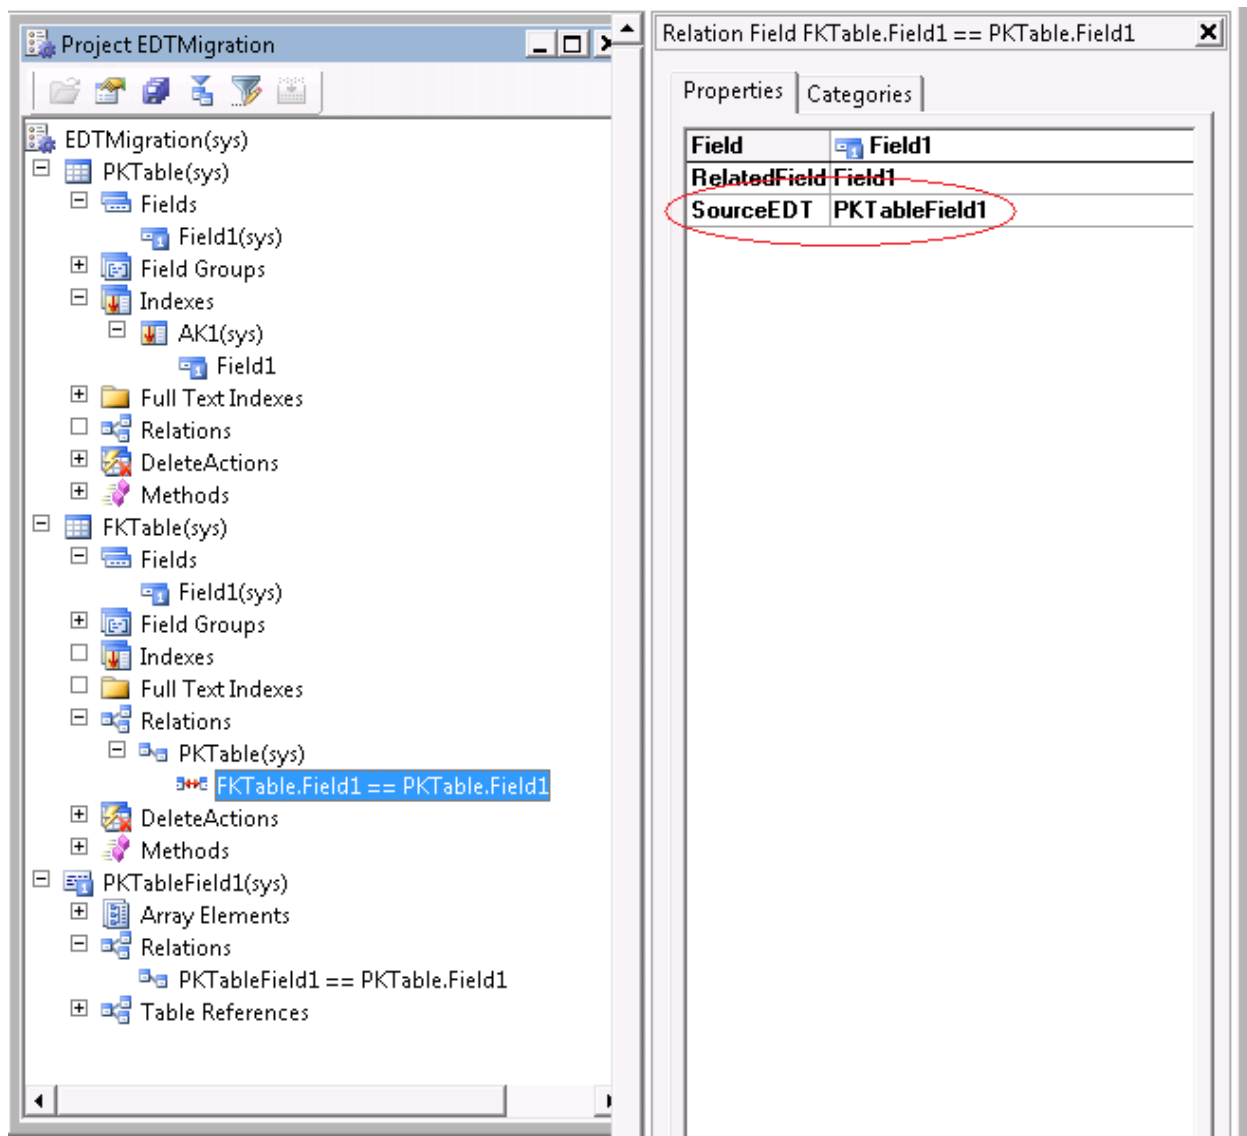 Project EDTMigration
EDTMigration(sys)
PKTable(sys)
Fields
Field1(sys)
Field Groups
Indexes
AK1(sys)
Field1
Full Text Indexes
Relations
DeleteActions
Methods
FKTable(sys)
Fields
Field1(sys)
Field Groups
Indexes
Full Text Indexes
Relations
PKTable(sys)
FKTable.Field1 == PKTable.Field1
DeleteActions
Methods
PKTableField1(sys)
Array Elements
Relations
PKTableField1 == PKTable.Field1
Table References
Relation Field FKTable.Field1 == PKTable.Field1
Properties Categories
Field Field1
RelatedField Field1
SourceEDT PKTableField1